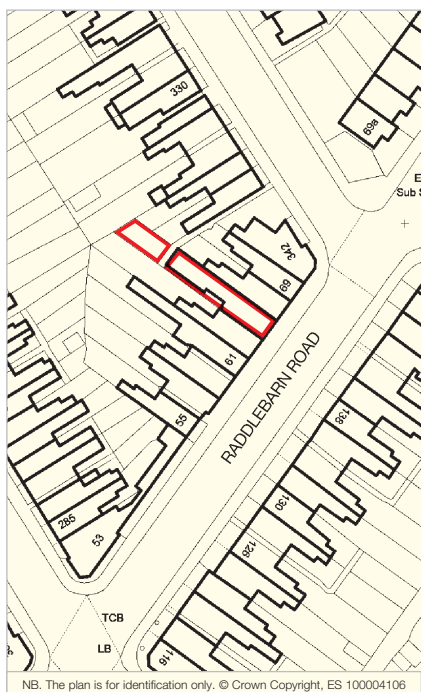 330
69a
E
Sub S
342
69
61
RADDLEBARN ROAD
138
55
130
285
53
126
TCB
LB
116
NB. The plan is for identification only. © Crown Copyright, ES 100004106